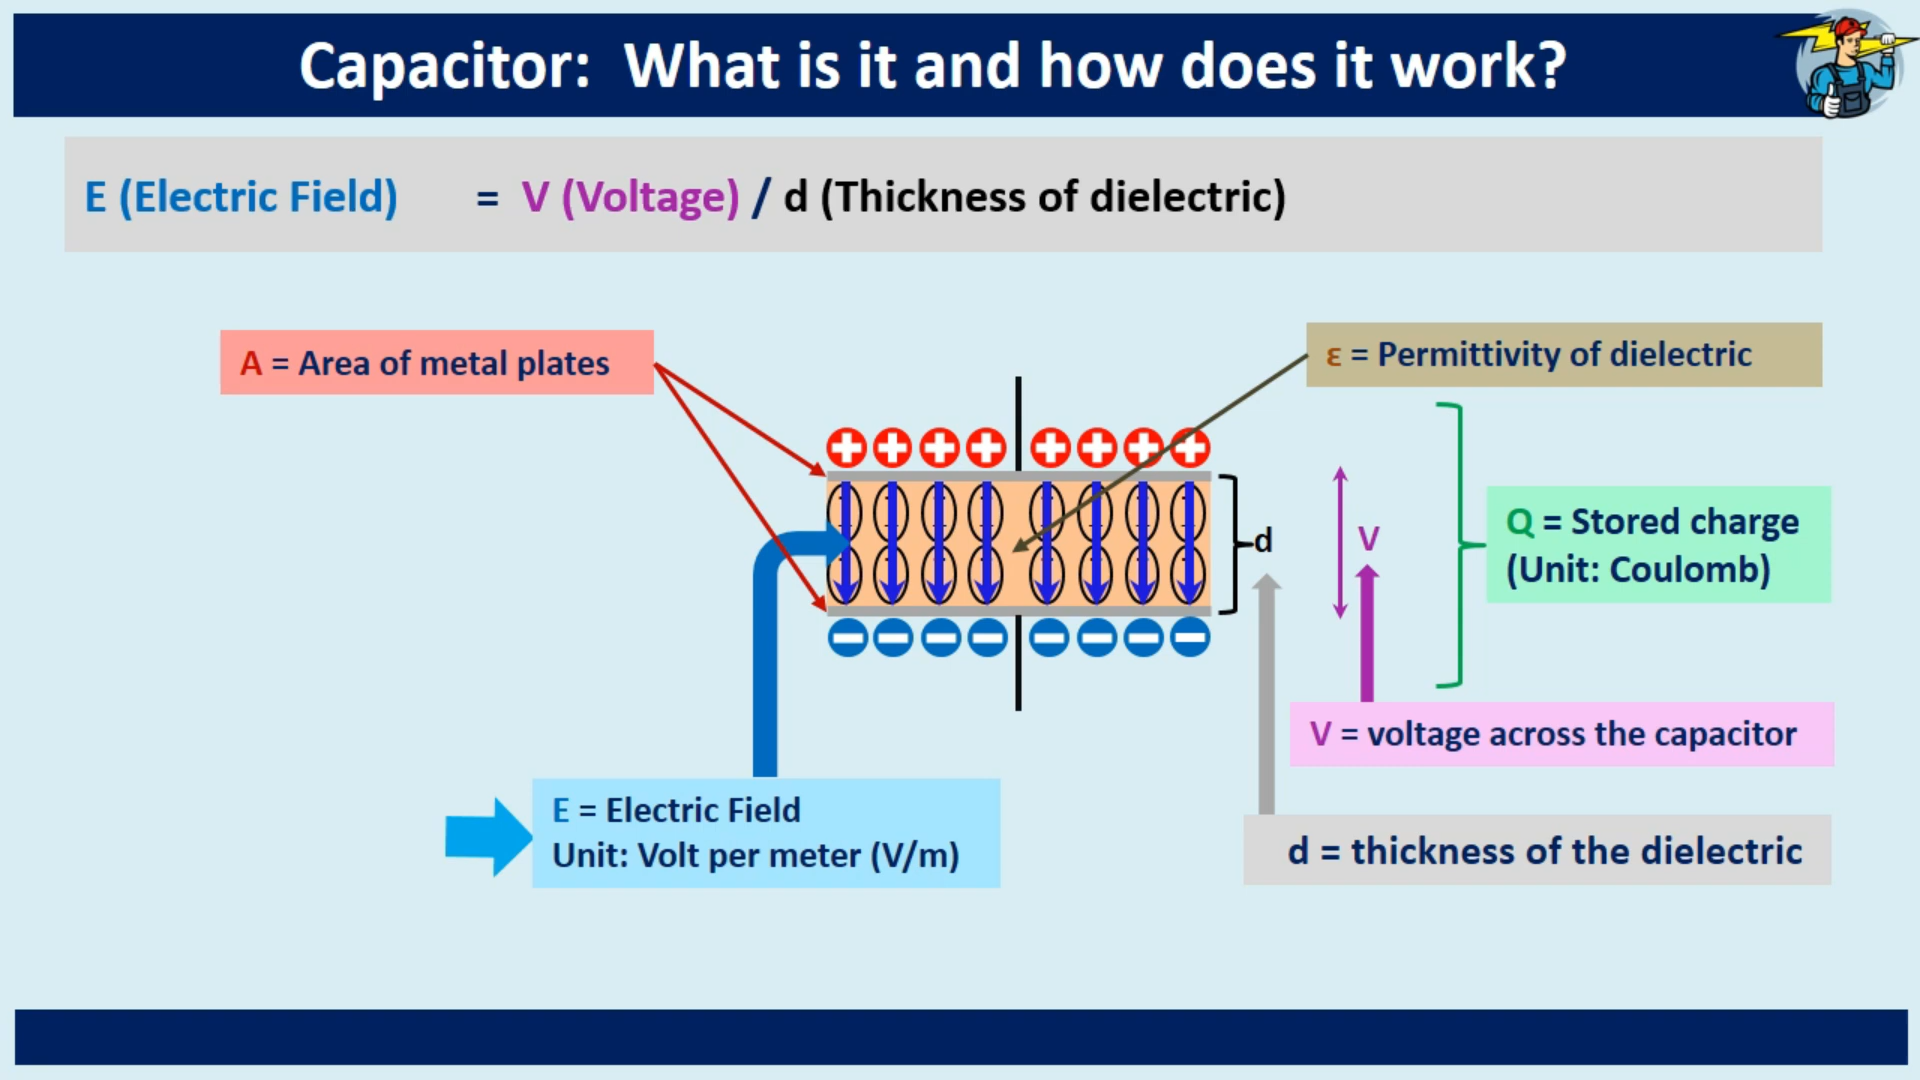 Capacitor: What is it and how does it work?
E (Electric Field) = V (Voltage) / d (Thickness of dielectric)
A = Area of metal plates
ε = Permittivity of dielectric
d
V
Q = Stored charge
(Unit: Coulomb)
V = voltage across the capacitor
E = Electric Field
Unit: Volt per meter (V/m)
d = thickness of the dielectric